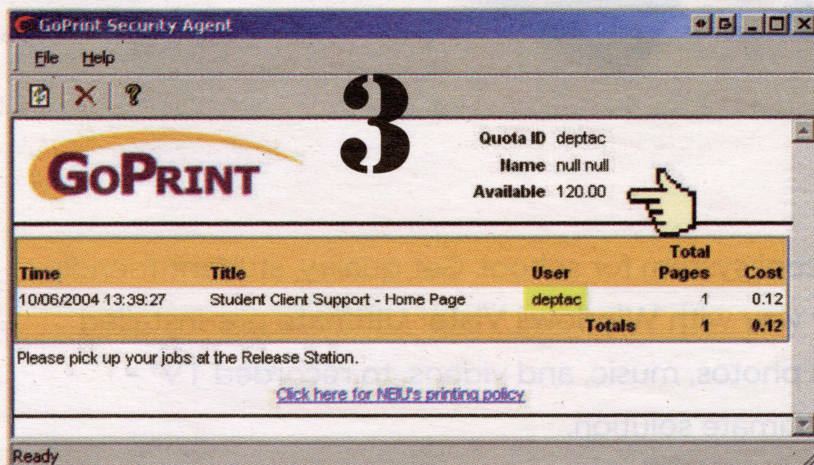 GoPrint Security Agent
File Help
3
GOPRINT
Quota ID deptac
Name null null
Available 120.00
Time Title User Total Pages Cost
10/06/2004 13:39:27 Student Client Support - Home Page deptac 1 0.12
Totals 1 0.12
Please pick up your jobs at the Release Station.
Click here for NBU's printing policy
Ready